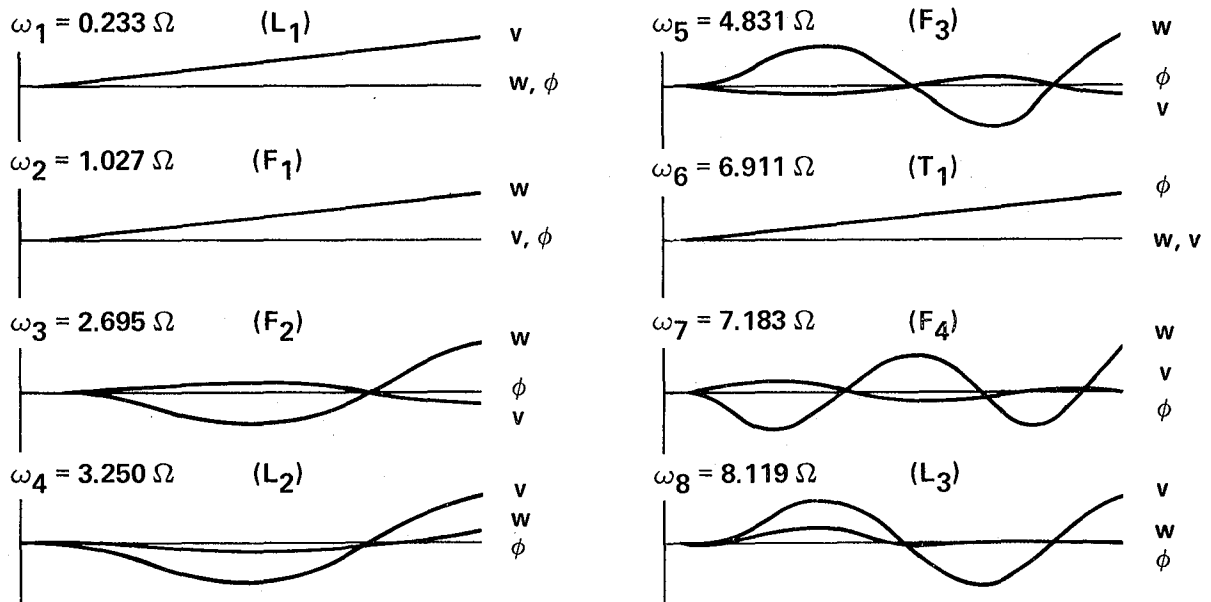 ω1 = 0.233 Ω (L1)
v
w, ϕ
ω2 = 1.027 Ω (F1)
w
v, ϕ
ω3 = 2.695 Ω (F2)
w
ϕ
v
ω4 = 3.250 Ω (L2)
v
w
ϕ
ω5 = 4.831 Ω (F3)
w
ϕ
v
ω6 = 6.911 Ω (T1)
ϕ
w, v
ω7 = 7.183 Ω (F4)
w
v
ϕ
ω8 = 8.119 Ω (L3)
v
w
ϕ